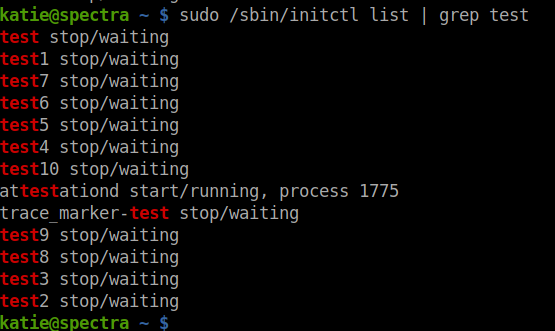 katie@spectra ~ $ sudo /sbin/initctl list | grep test
test stop/waiting
test1 stop/waiting
test7 stop/waiting
test6 stop/waiting
test5 stop/waiting
test4 stop/waiting
test10 stop/waiting
attestationd start/running, process 1775
trace_marker-test stop/waiting
test9 stop/waiting
test8 stop/waiting
test3 stop/waiting
test2 stop/waiting
katie@spectra ~ $